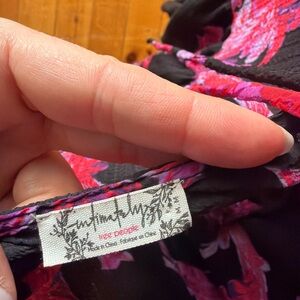 intimately
free people
Made in China Fabriqué en Chine
M